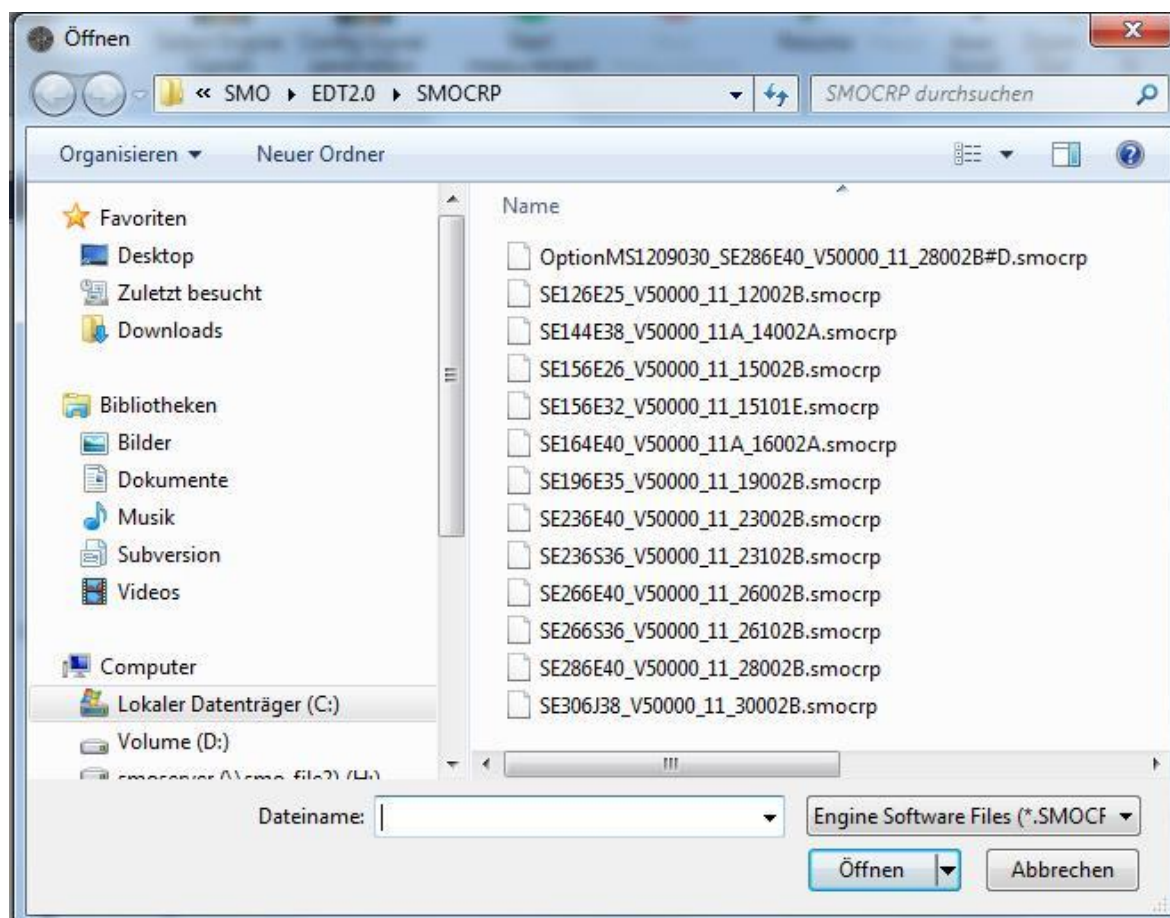 Öffnen
« SMO ▸ EDT2.0 ▸ SMOCRP
SMOCRP durchsuchen
Organisieren
Neuer Ordner
Favoriten
Desktop
Zuletzt besucht
Downloads
Bibliotheken
Bilder
Dokumente
Musik
Subversion
Videos
Computer
Lokaler Datenträger (C:)
Volume (D:)
Name
OptionMS1209030_SE286E40_V50000_11_28002B#D.smocrp
SE126E25_V50000_11_12002B.smocrp
SE144E38_V50000_11A_14002A.smocrp
SE156E26_V50000_11_15002B.smocrp
SE156E32_V50000_11_15101E.smocrp
SE164E40_V50000_11A_16002A.smocrp
SE196E35_V50000_11_19002B.smocrp
SE236E40_V50000_11_23002B.smocrp
SE236S36_V50000_11_23102B.smocrp
SE266E40_V50000_11_26002B.smocrp
SE266S36_V50000_11_26102B.smocrp
SE286E40_V50000_11_28002B.smocrp
SE306J38_V50000_11_30002B.smocrp
Dateiname:
Engine Software Files (*.SMOCF
Öffnen
Abbrechen